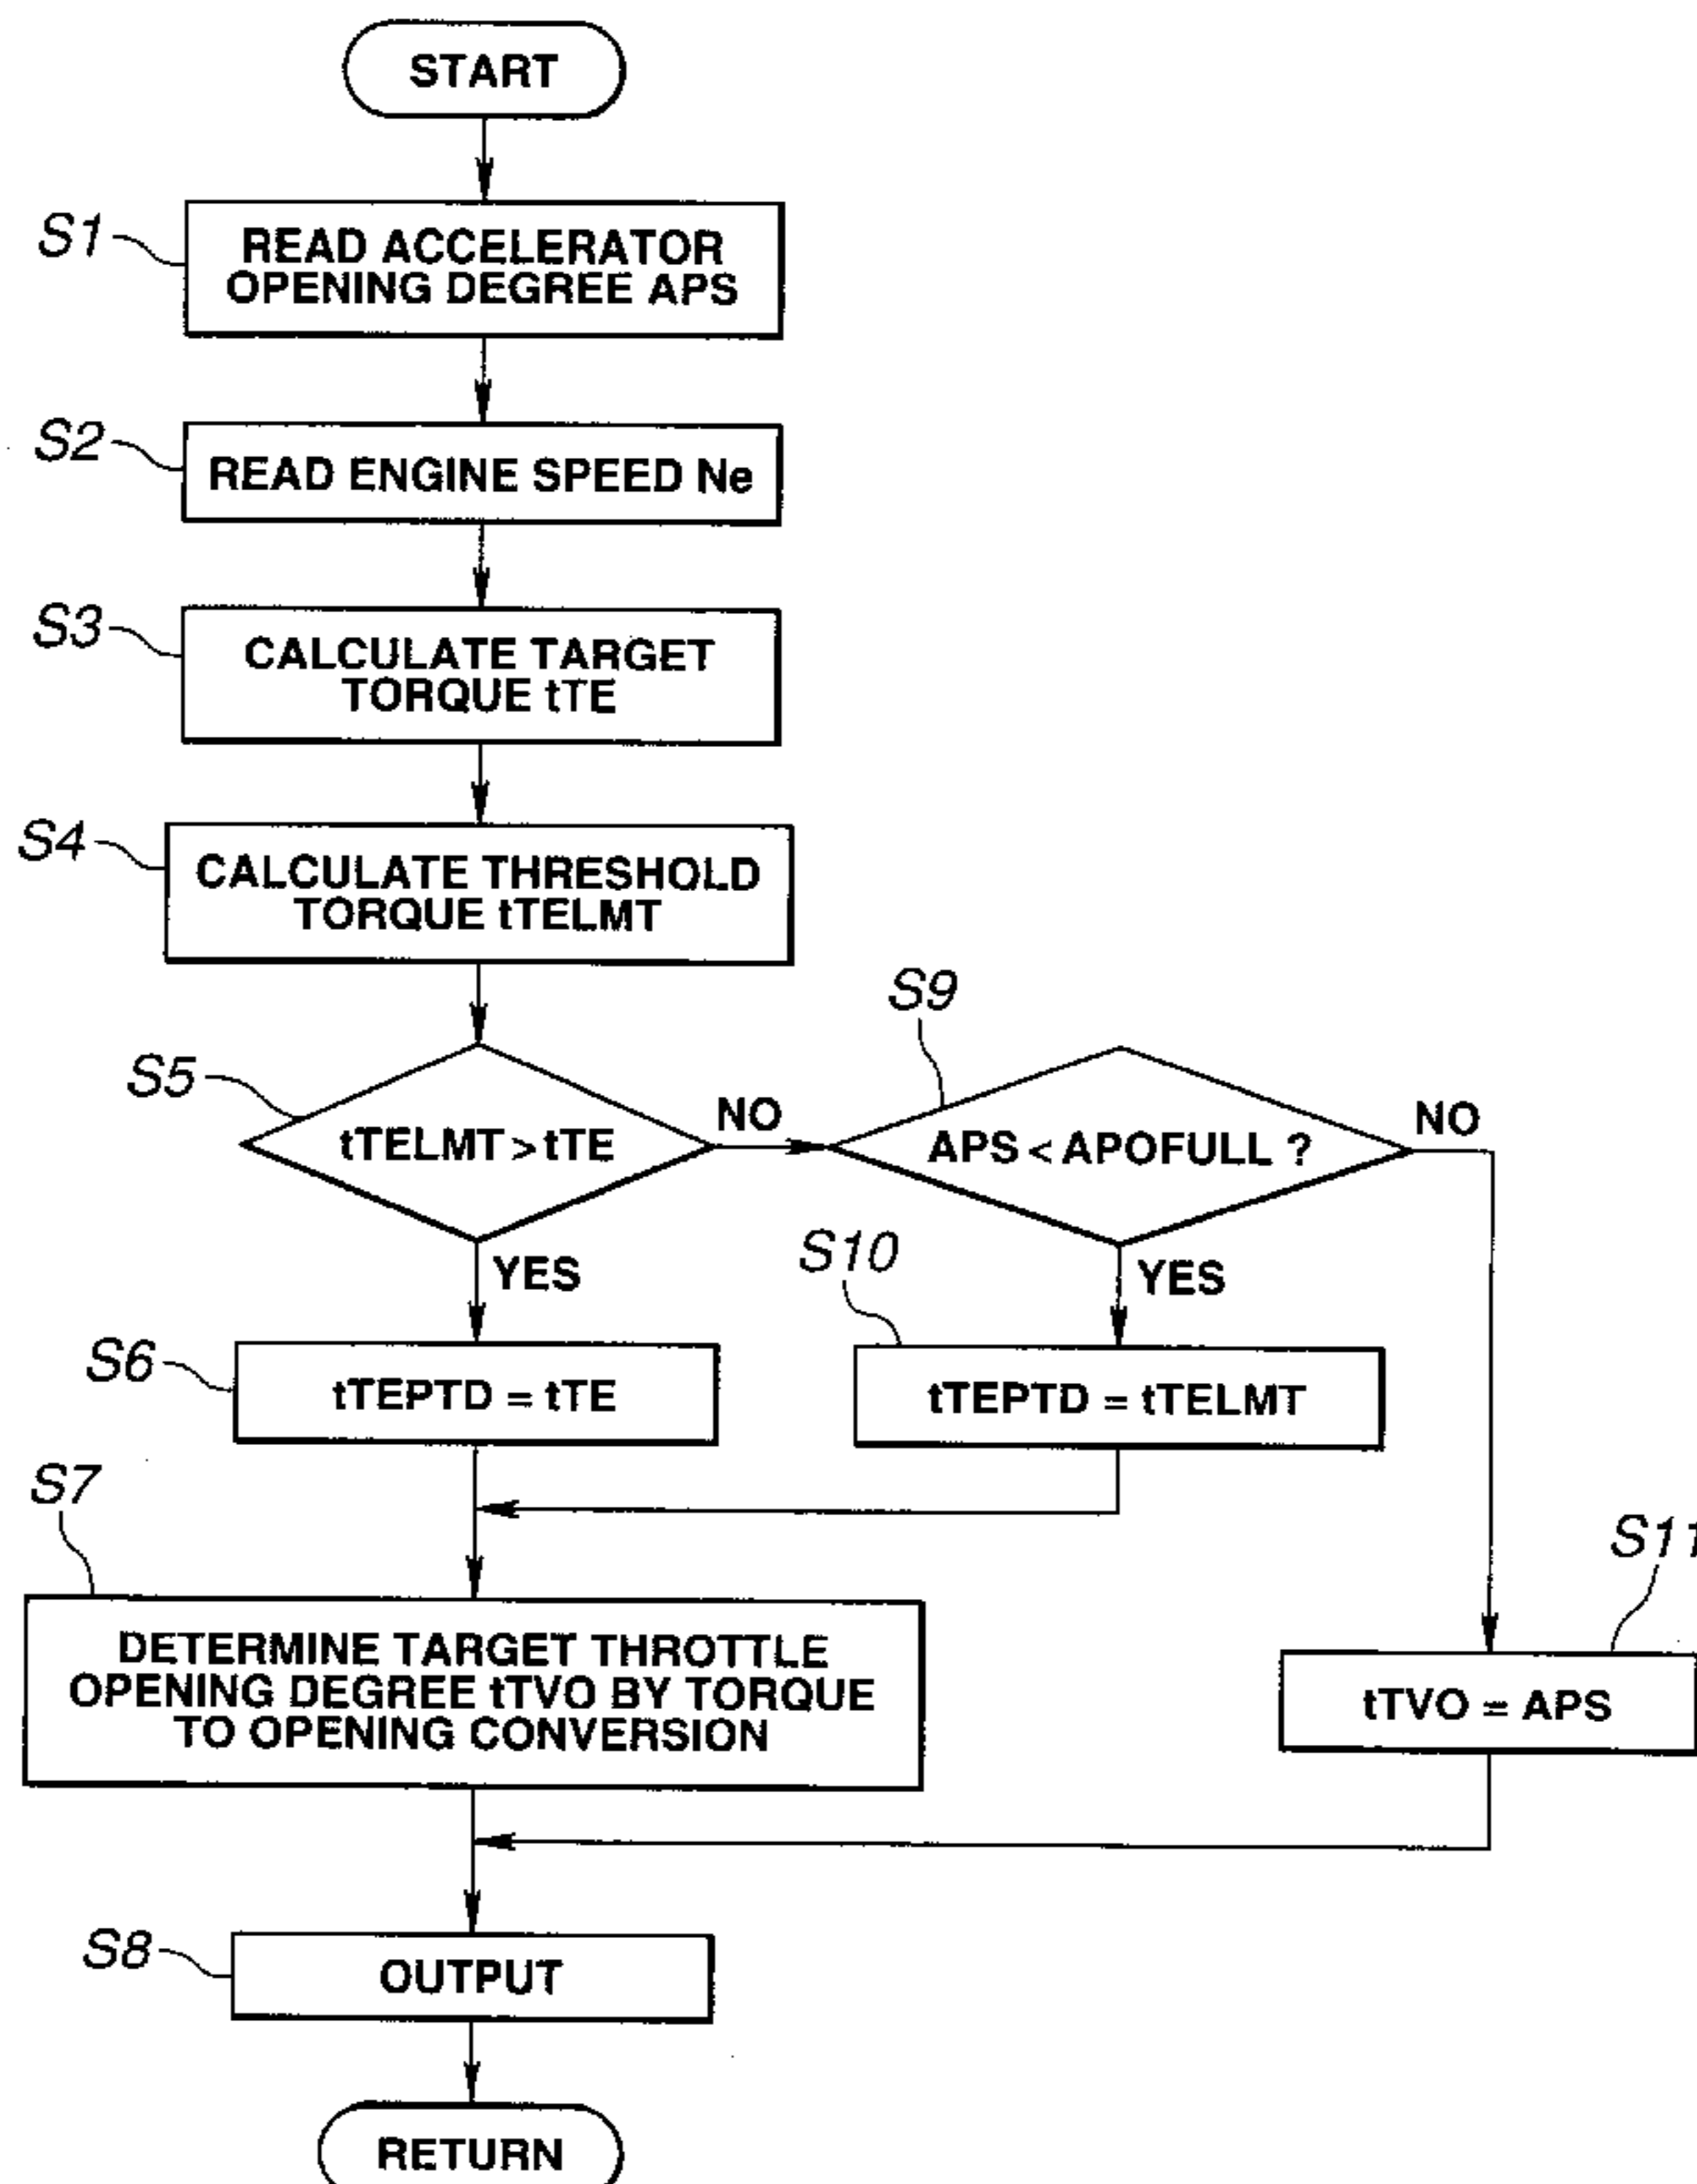 START
S1
READ ACCELERATOR
OPENING DEGREE APS
S2
READ ENGINE SPEED Ne
S3
CALCULATE TARGET
TORQUE tTE
S4
CALCULATE THRESHOLD
TORQUE tTELMT
S5
tTELMT > tTE
NO
S9
APS < APOFULL ?
NO
YES
YES
S6
tTEPTD = tTE
S10
tTEPTD = tTELMT
S7
DETERMINE TARGET THROTTLE
OPENING DEGREE tTVO BY TORQUE
TO OPENING CONVERSION
S11
tTVO = APS
S8
OUTPUT
RETURN